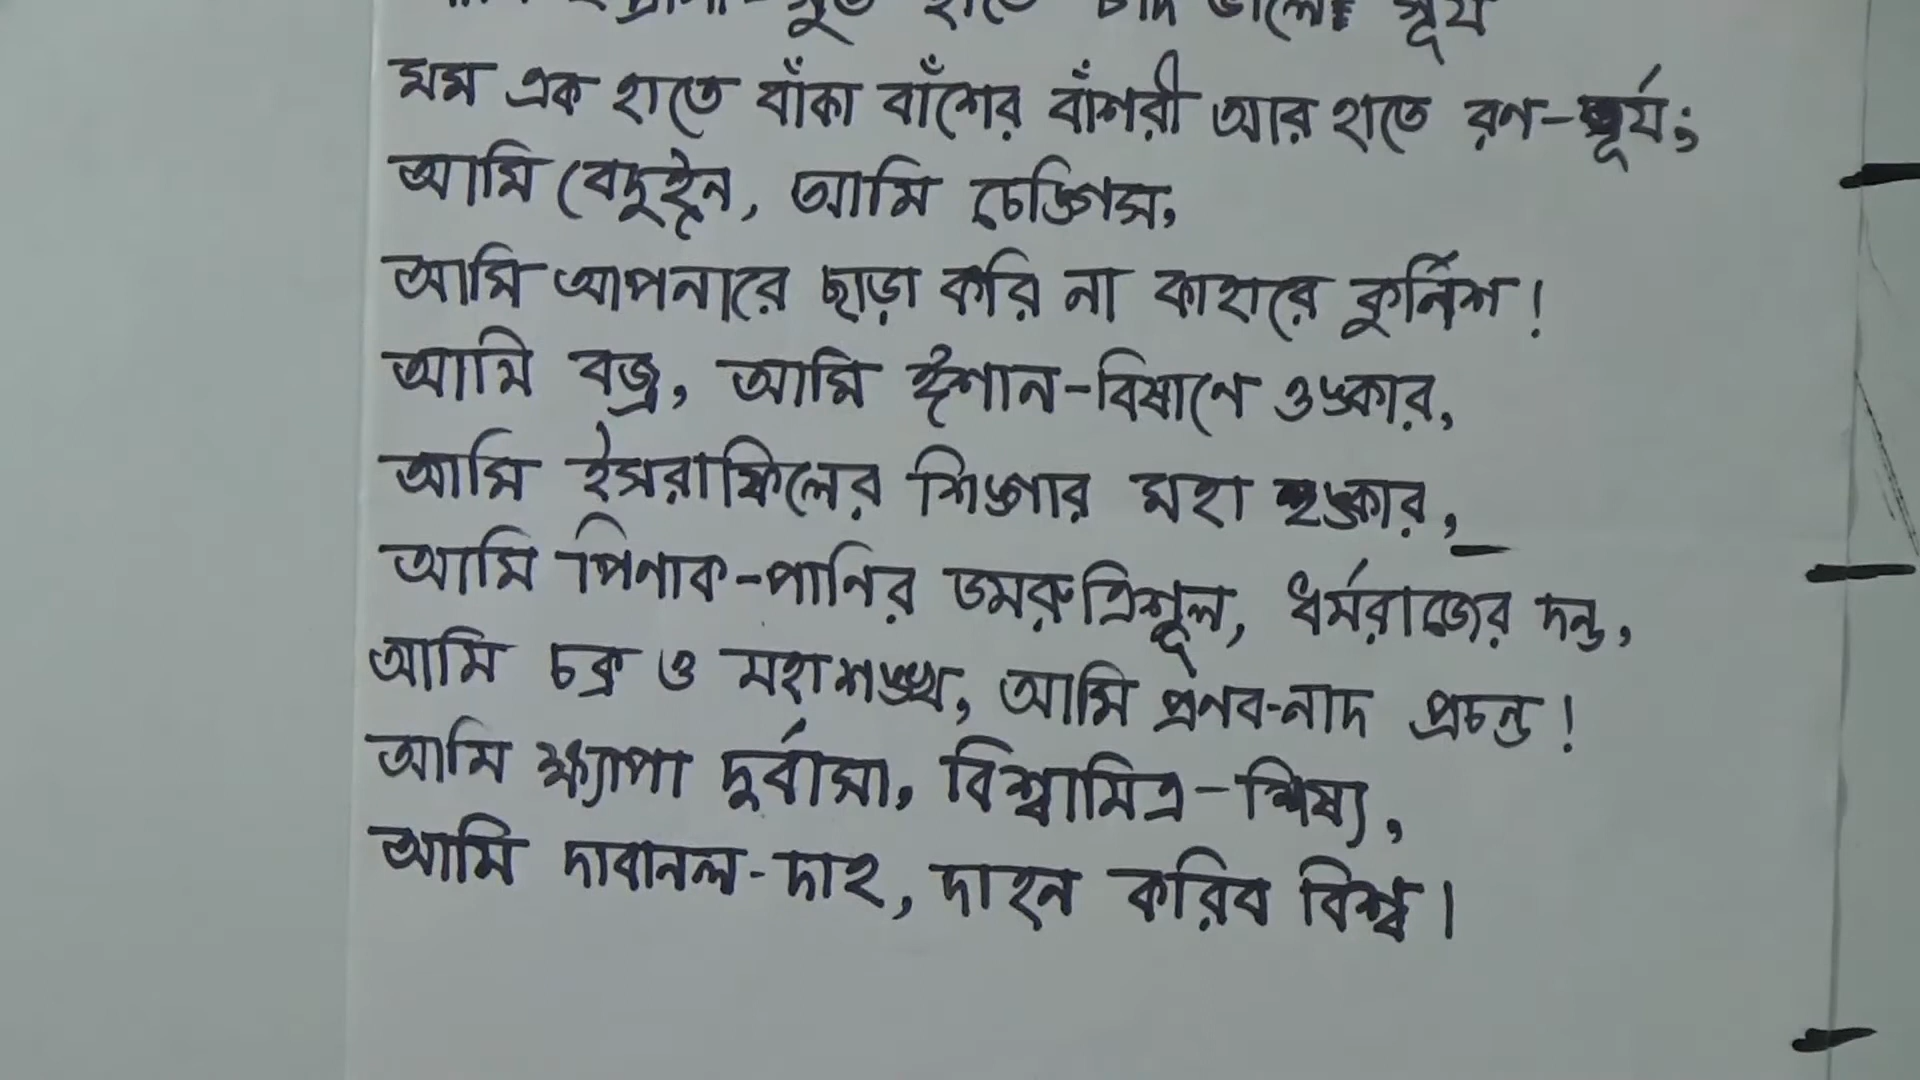 হাতে চাঁদ ভালে সূর্য
মম এক হাতে বাঁকা বাঁশের বাঁশরী আর হাতে রণ-তূর্য;
আমি বেদুইন, আমি চেঙ্গিস,
আমি আপনারে ছাড়া করি না কাহারে কুর্নিশ!
আমি বজ্র, আমি ঈশান-বিষাণে ওঙ্কার,
আমি ইসরাফিলের শিঙ্গার মহা হুঙ্কার,
আমি পিণাক-পানির ডমরু ত্রিশূল, ধর্মরাজের দন্ড,
আমি চক্র ও মহাশঙ্খ, আমি প্রণব-নাদ প্রচন্ড!
আমি ক্ষ্যাপা দুর্বাসা, বিশ্বামিত্র-শিষ্য,
আমি দাবানল-দাহ, দাহন করিব বিশ্ব।